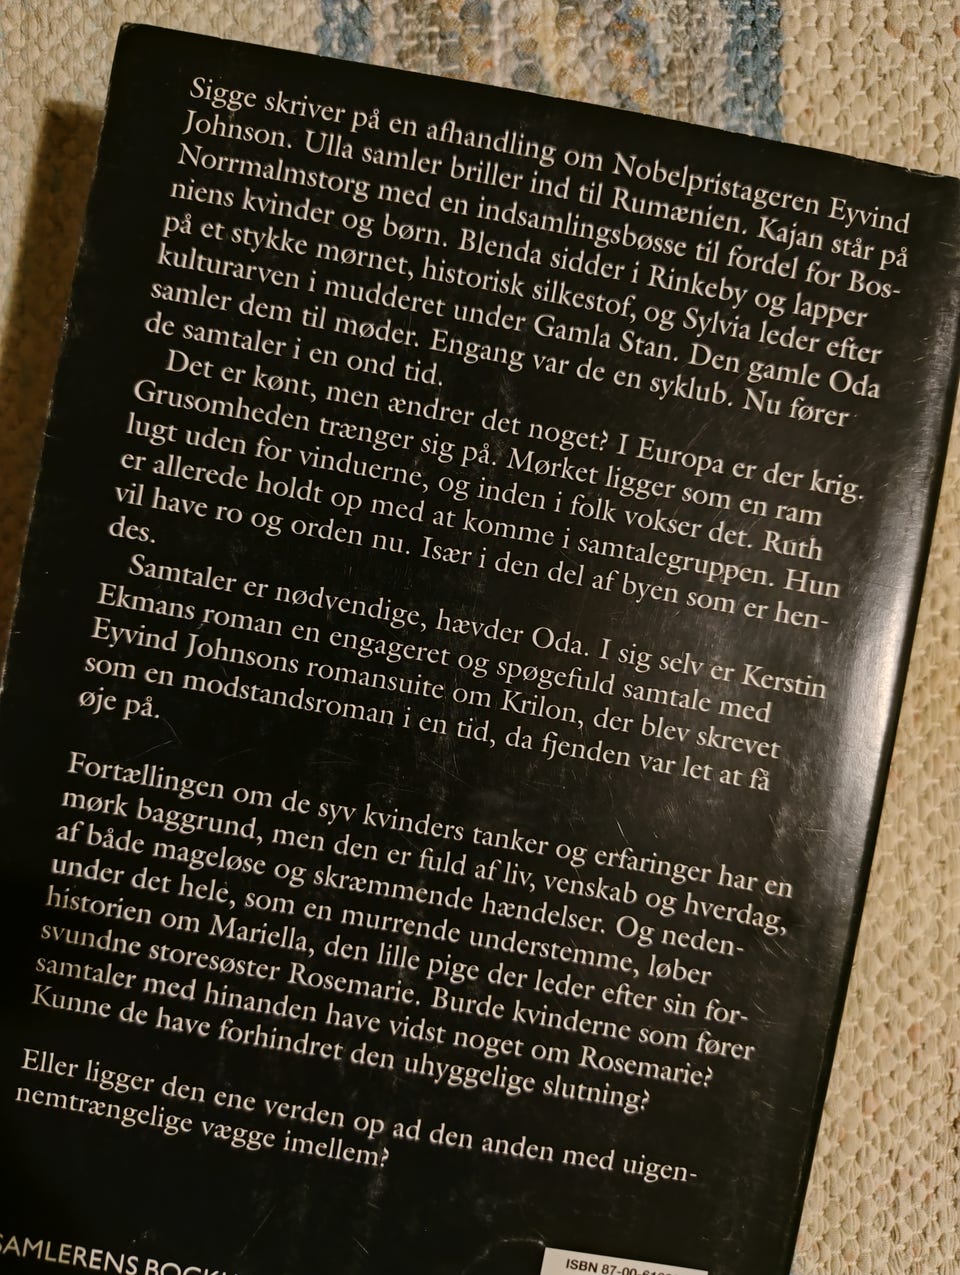 Sigge skriver på en afhandling om Nobelpristageren Eyvind
Johnson. Ulla samler briller ind til Rumænien. Kajan står på
Norrmalmstorg med en indsamlingsbøsse til fordel for Bos-
niens kvinder og børn. Blenda sidder i Rinkeby og lapper
på et stykke mørnet, historisk silkestof, og Sylvia leder efter
kulturarven i mudderet under Gamla Stan. Den gamle Oda
samler dem til møder. Engang var de en syklub. Nu fører
de samtaler i en ond tid.
Det er kønt, men ændrer det noget? I Europa er der krig.
Grusomheden trænger sig på. Mørket ligger som en ram
lugt uden for vinduerne, og inden i folk vokser det. Ruth
er allerede holdt op med at komme i samtalegruppen. Hun
vil have ro og orden nu. Især i den del af byen som er hen-
des.
Samtaler er nødvendige, hævder Oda. I sig selv er Kerstin
Ekmans roman en engageret og spøgefuld samtale med
Eyvind Johnsons romansuite om Krilon, der blev skrevet
som en modstandsroman i en tid, da fjenden var let at få
øje på.
Fortællingen om de syv kvinders tanker og erfaringer har en
mørk baggrund, men den er fuld af liv, venskab og hverdag,
af både mageløse og skræmmende hændelser. Og neden-
under det hele, som en murrende understemme, løber
historien om Mariella, den lille pige der leder efter sin for-
svundne storesøster Rosemarie. Burde kvinderne som fører
samtaler med hinanden have vidst noget om Rosemarie?
Kunne de have forhindret den uhyggelige slutning?
Eller ligger den ene verden op ad den anden med uigen-
nemtrængelige vægge imellem?
SAMLERENS
ISBN 87-00-